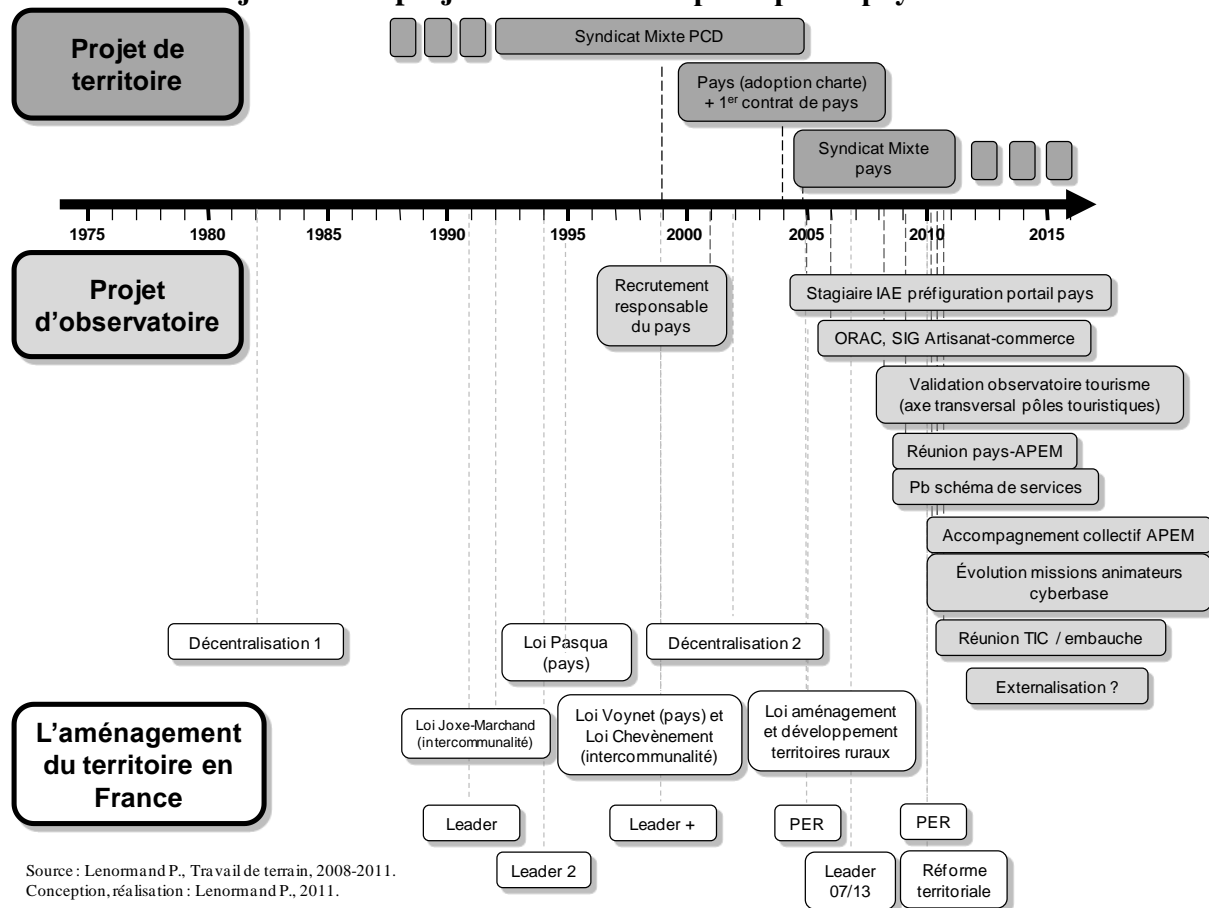 Projet de
territoire
Syndicat Mixte PCD
Pays (adoption charte)
+ 1er contrat de pays
Syndicat Mixte
pays
1975 1980 1985 1990 1995 2000 2005 2010 2015
Projet
d'observatoire
Recrutement
responsable
du pays
Stagiaire IAE préfiguration portail pays
ORAC, SIG Artisanat-commerce
Validation observatoire tourisme
(axe transversal pôles touristiques)
Réunion pays-APEM
Pb schéma de services
Accompagnement collectif APEM
Évolution missions animateurs
cyberbase
Réunion TIC / embauche
Externalisation ?
L'aménagement
du territoire en
France
Décentralisation 1
Loi Pasqua
(pays)
Décentralisation 2
Loi Joxe-Marchand
(intercommunalité)
Loi Voynet (pays) et
Loi Chevènement
(intercommunalité)
Loi aménagement
et développement
territoires ruraux
Leader
Leader +
PER
PER
Leader 2
Leader
07/13
Réforme
territoriale
Source : Lenormand P., Travail de terrain, 2008-2011.
Conception, réalisation : Lenormand P., 2011.